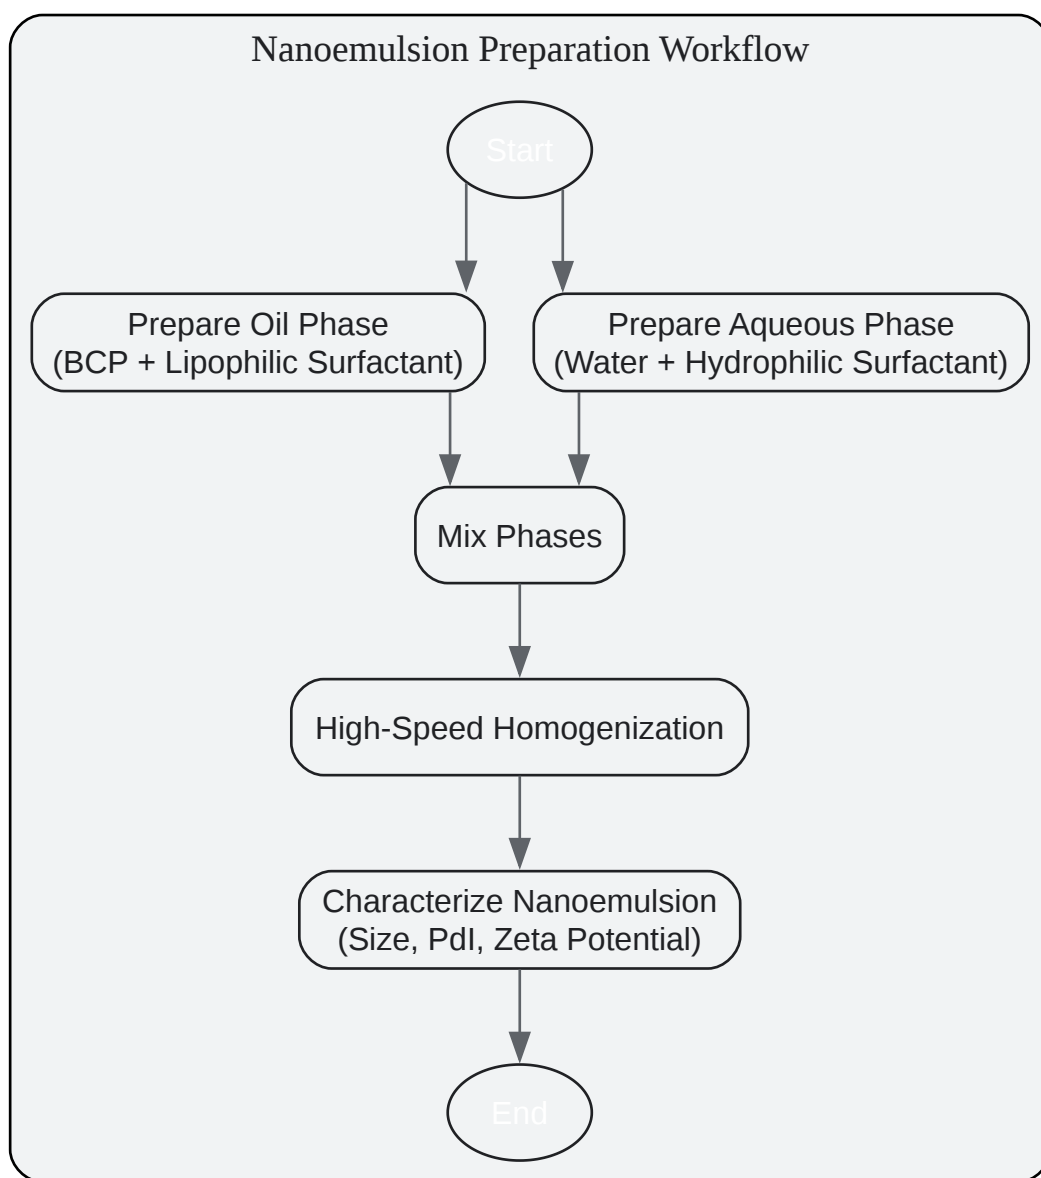 Nanoemulsion Preparation Workflow
Start
Prepare Oil Phase
(BCP + Lipophilic Surfactant)
Prepare Aqueous Phase
(Water + Hydrophilic Surfactant)
Mix Phases
High-Speed Homogenization
Characterize Nanoemulsion
(Size, PdI, Zeta Potential)
End